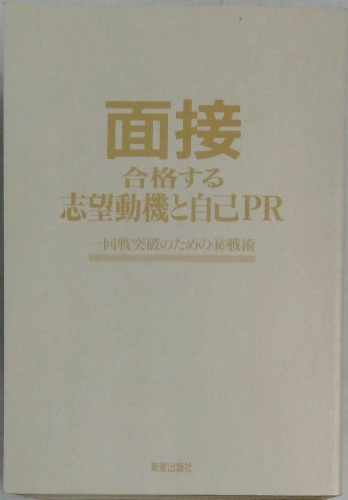 面接
合格する
志望動機と自己PR
一回戦突破のための㊙戦術
新星出版社